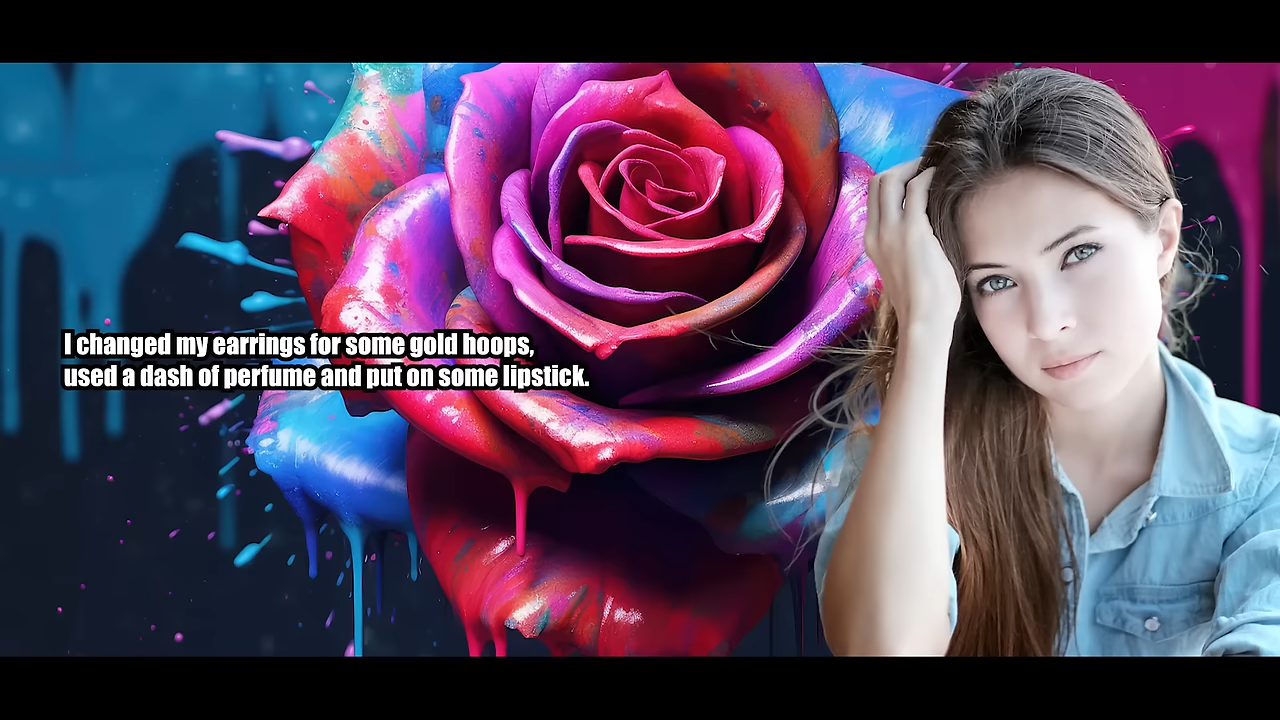 I changed my earrings for some gold hoops,
used a dash of perfume and put on some lipstick.